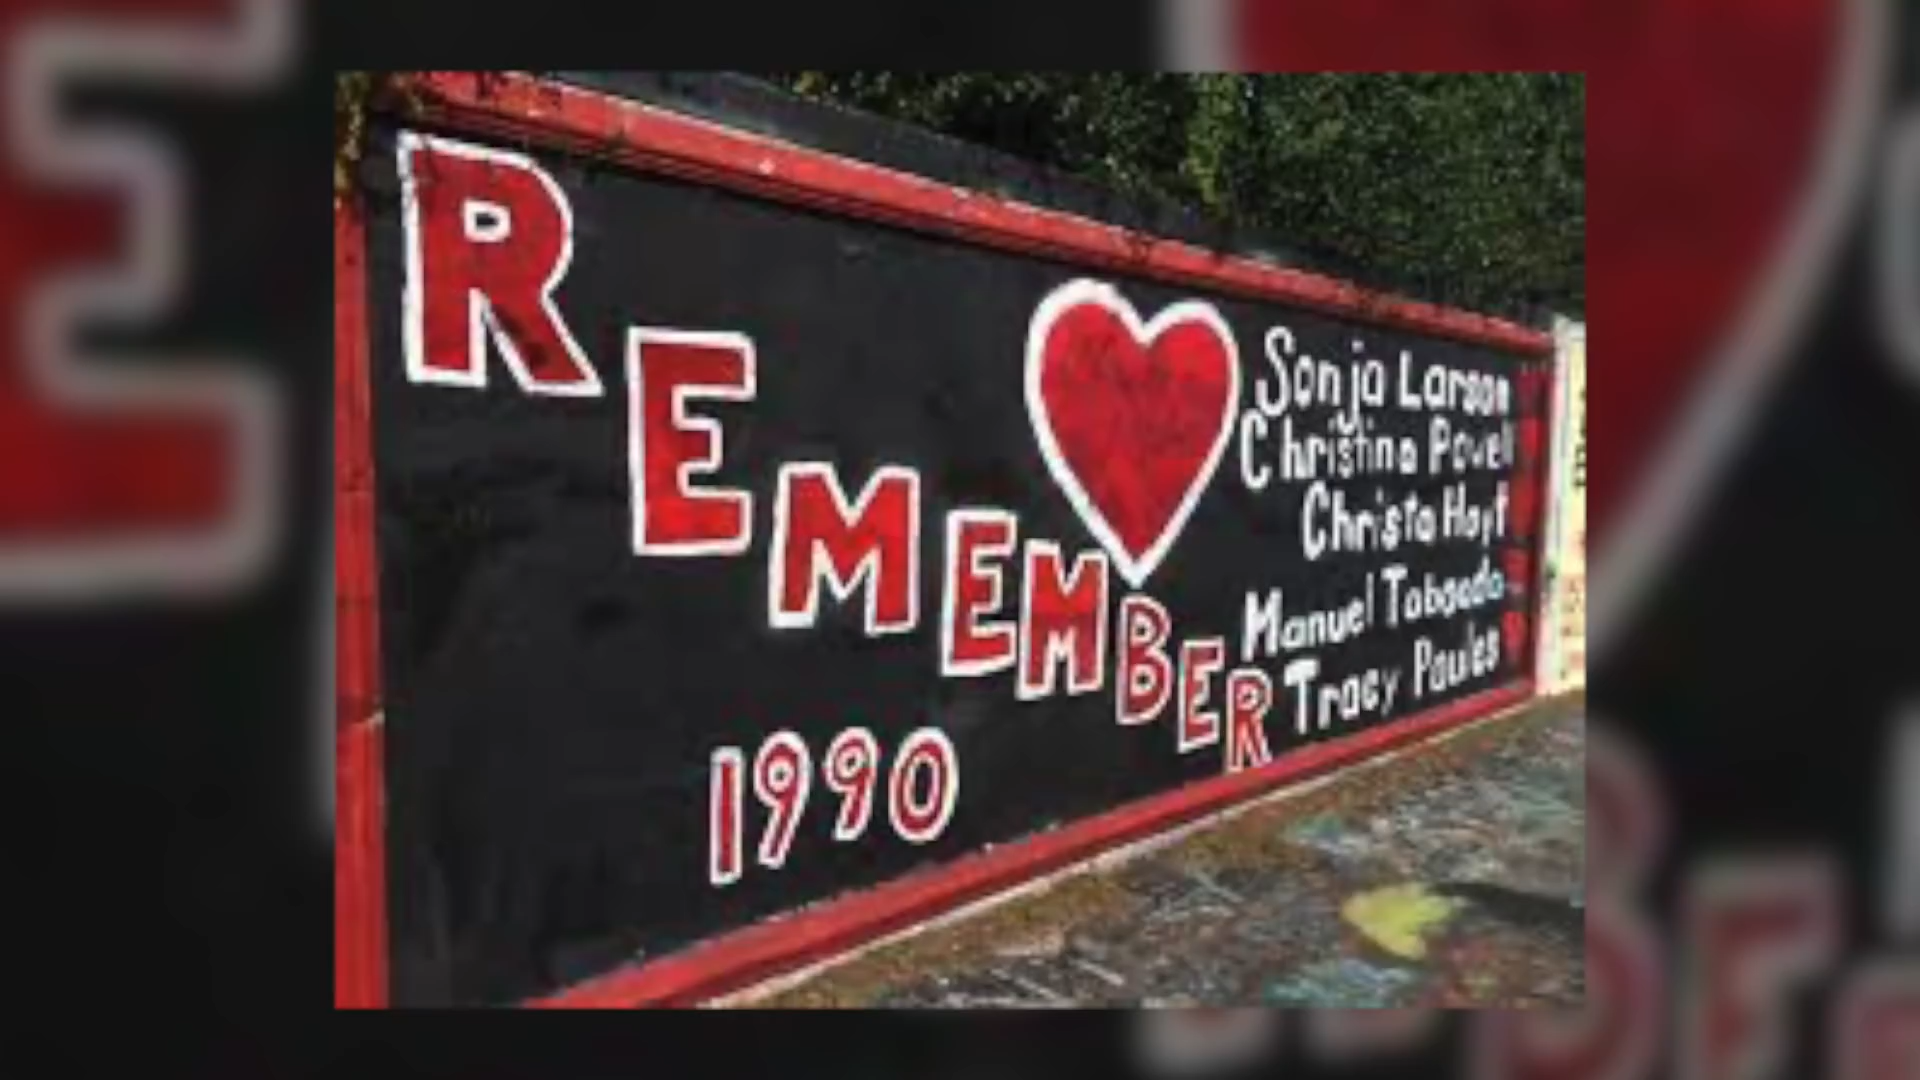 REMEMBER
1990
Sonja Larson
Christina Powell
Christa Hoyt
Manuel Taboada
Tracy Paules